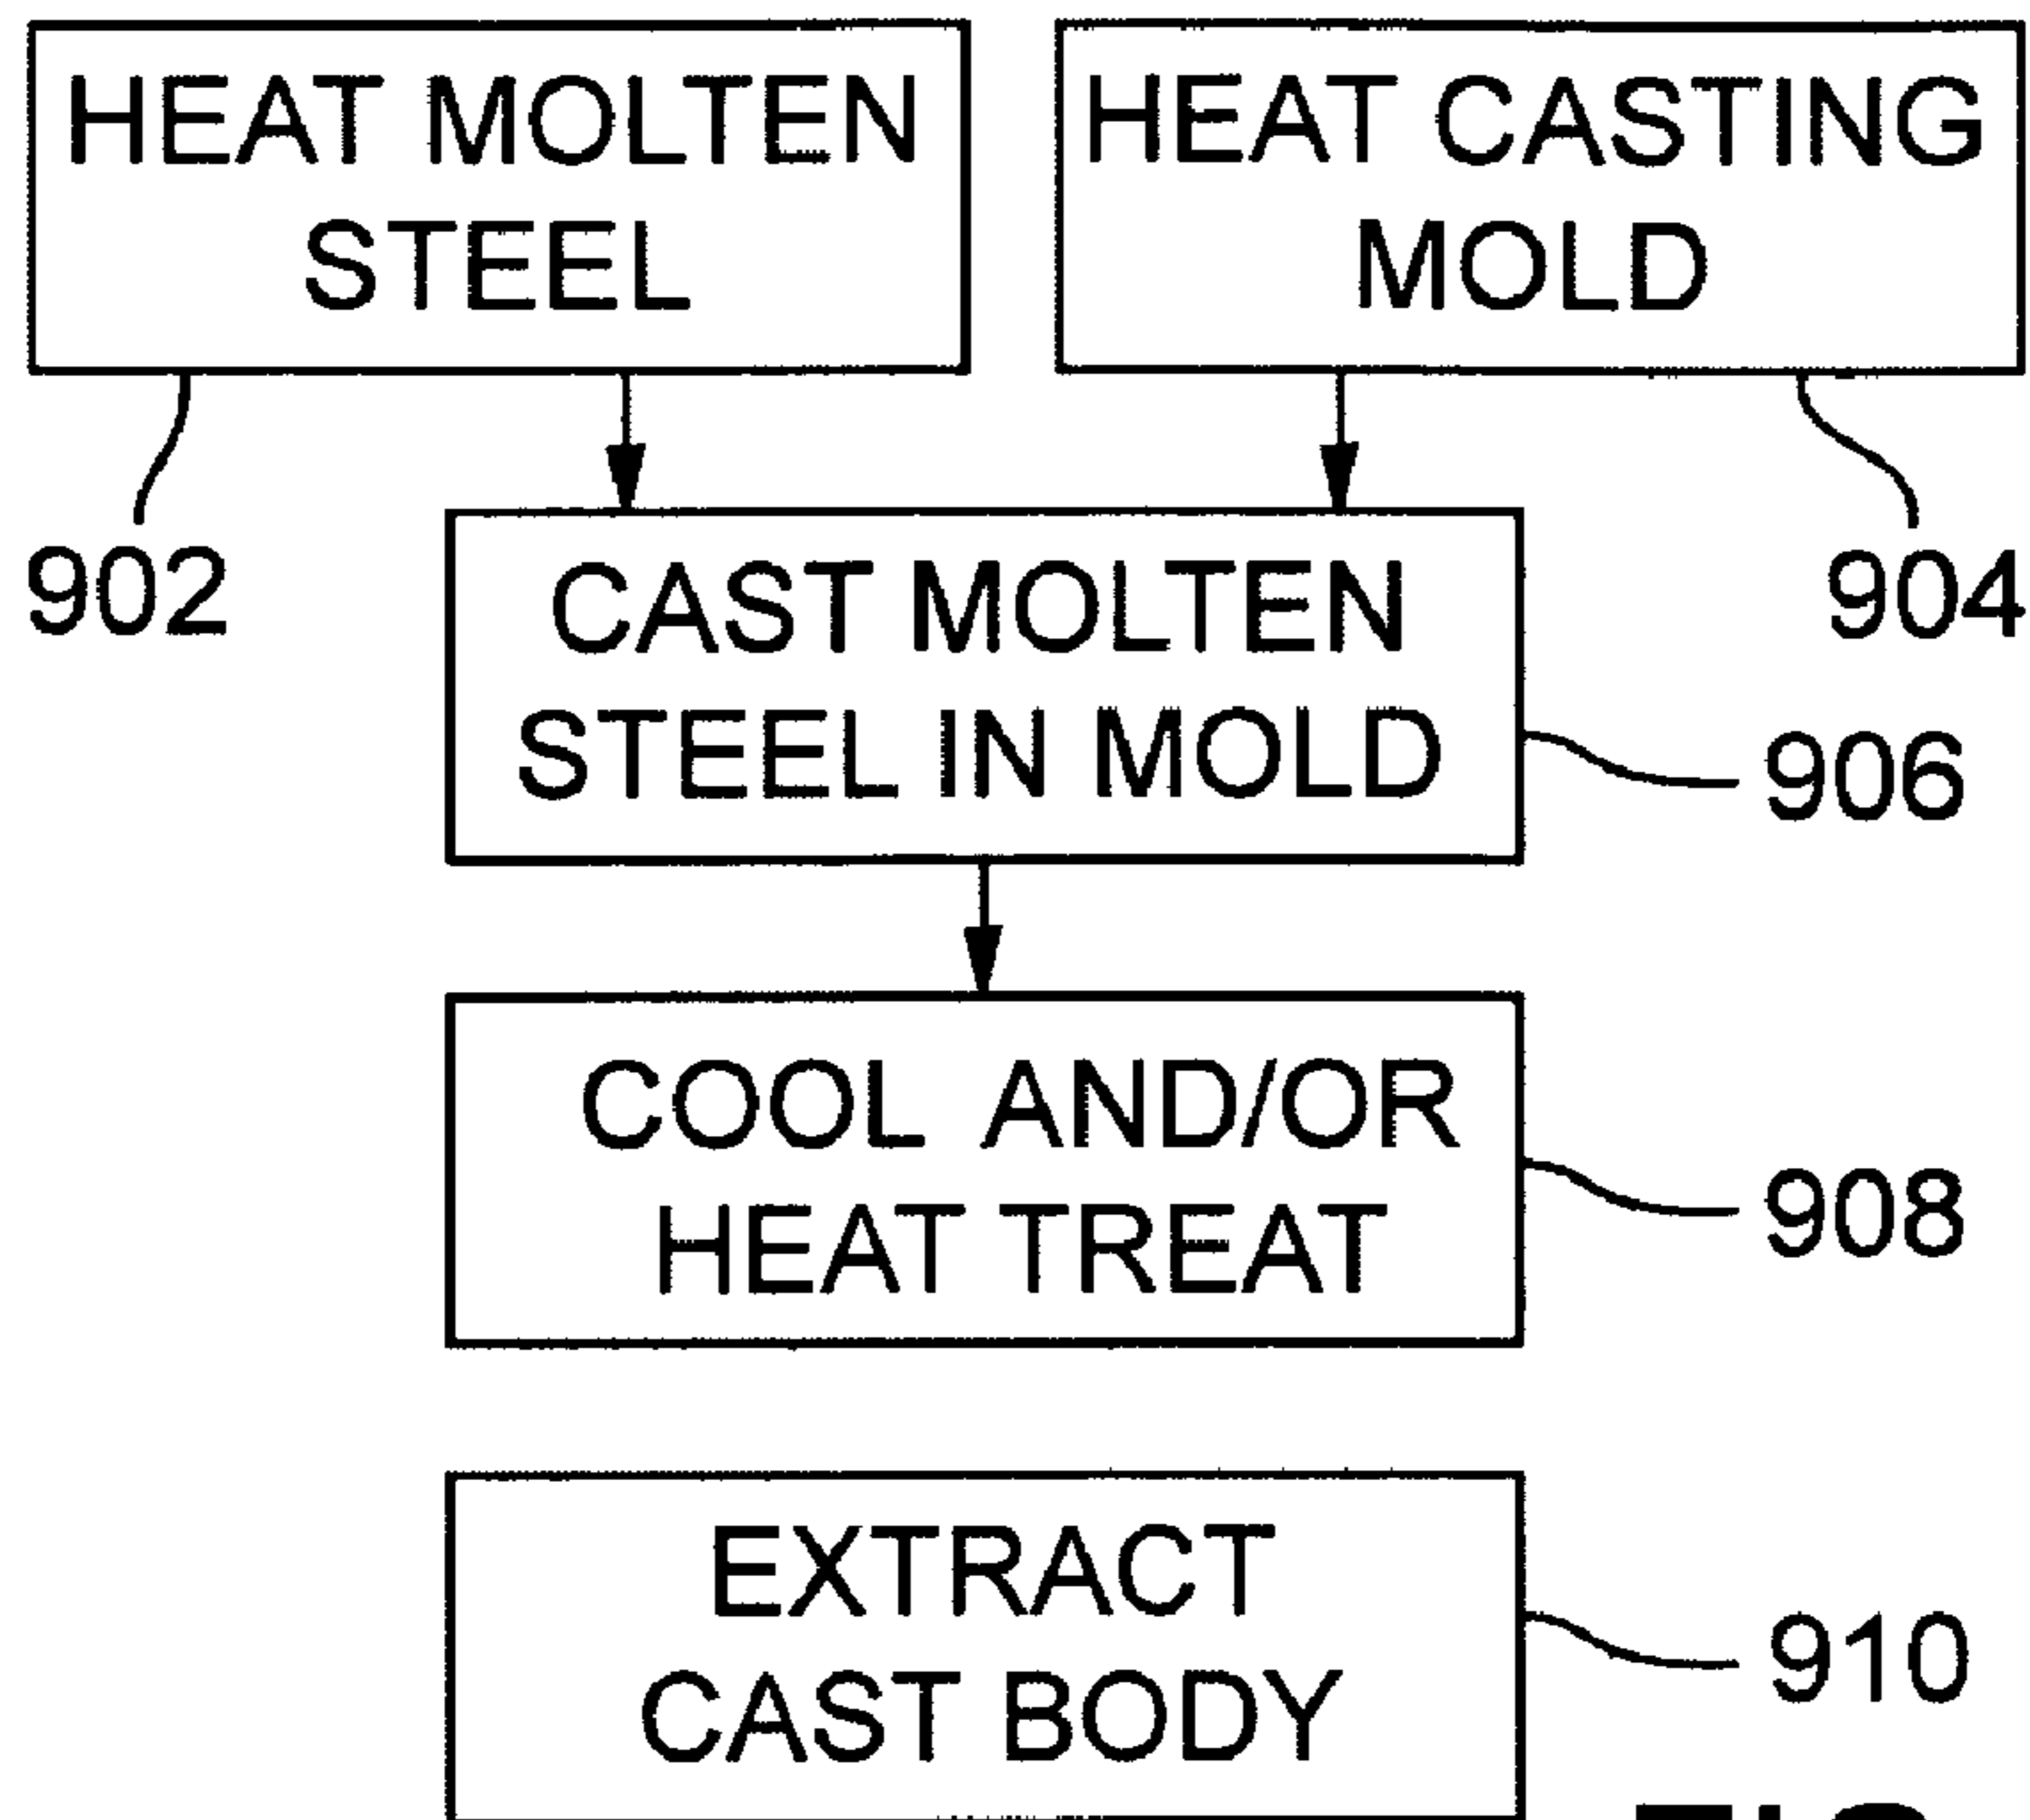 HEAT MOLTEN
STEEL
HEAT CASTING
MOLD
902
904
CAST MOLTEN
STEEL IN MOLD
906
COOL AND/OR
HEAT TREAT
908
EXTRACT
CAST BODY
910